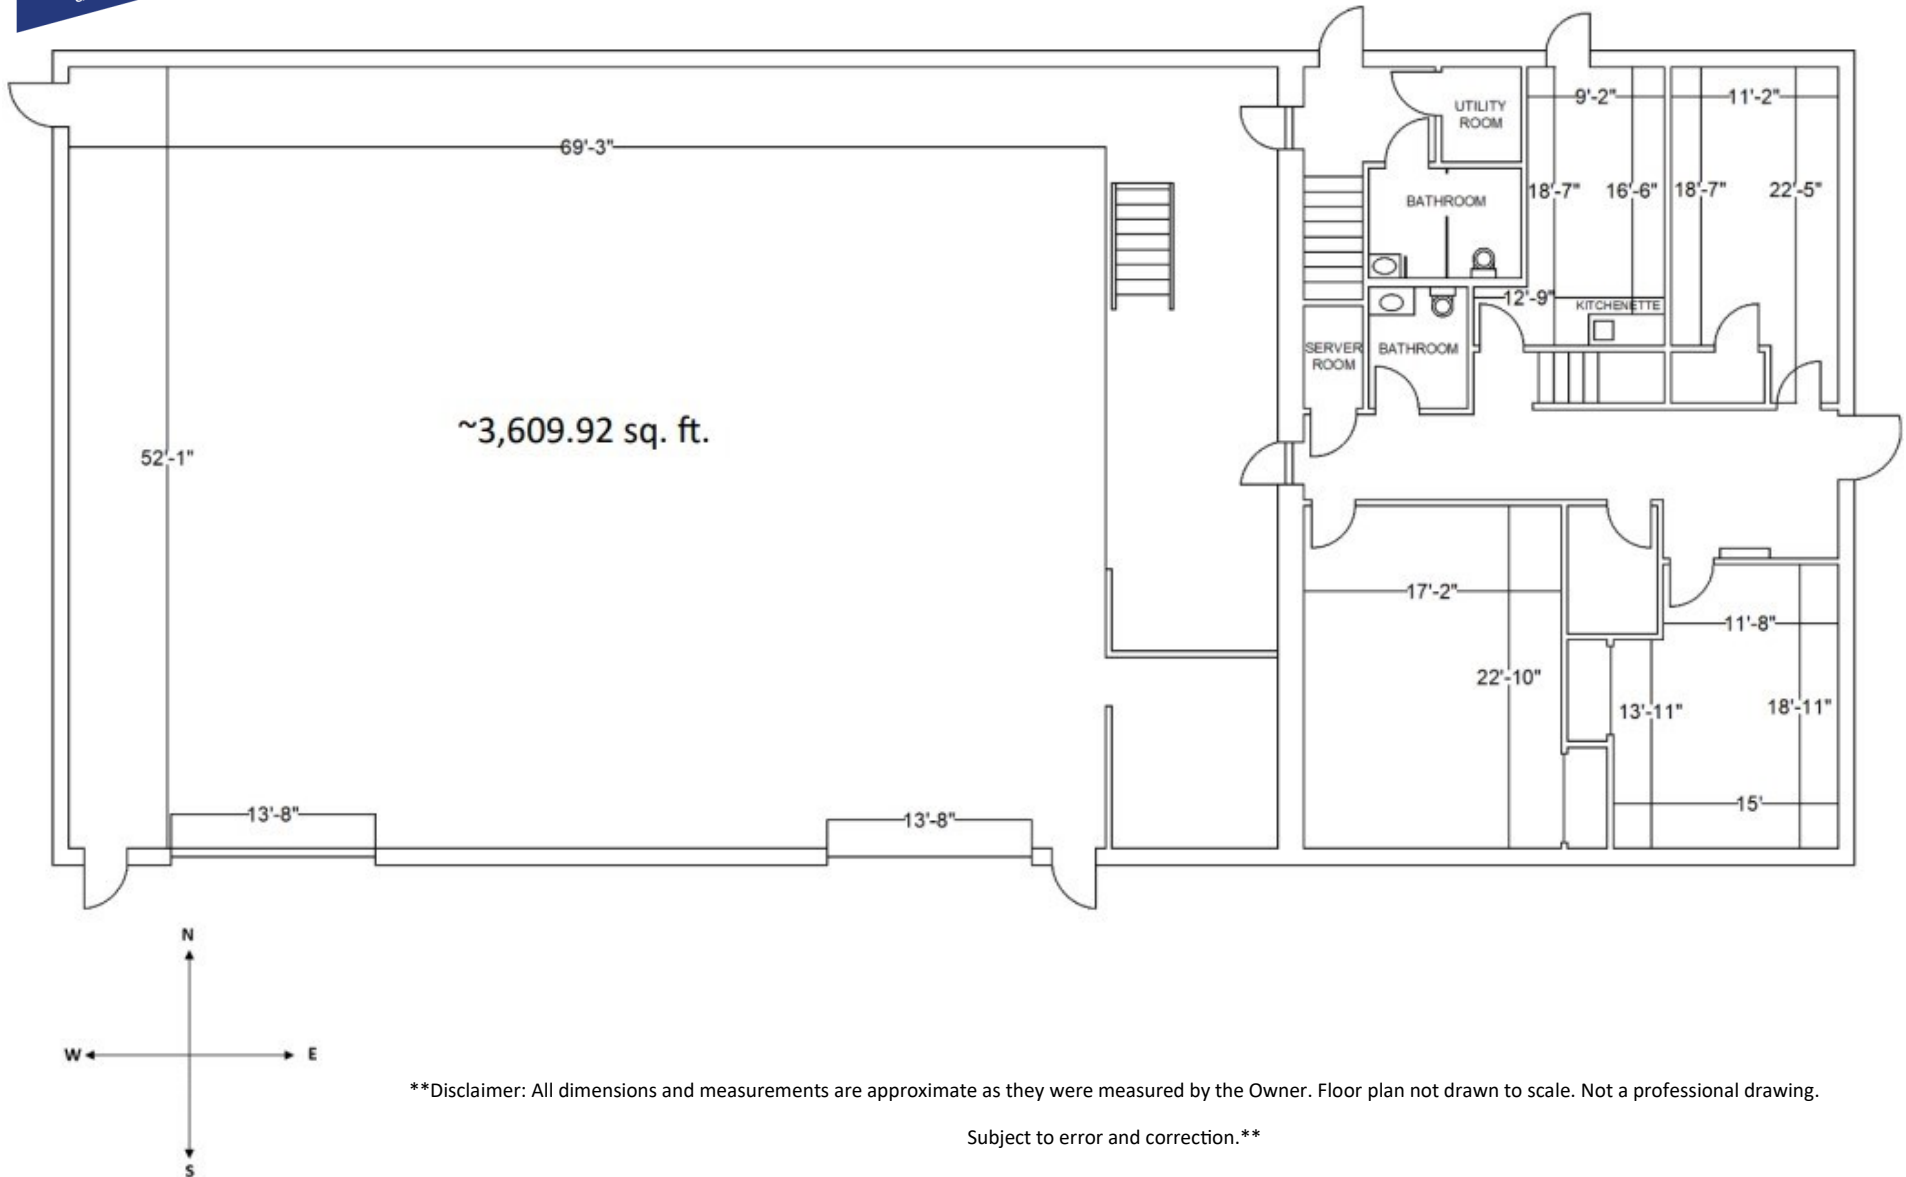 9'-2"
11'-2"
UTILITY
ROOM
69'-3"
18'-7"
16'-6"
18'-7"
22'-5"
BATHROOM
12'-9"
KITCHENETTE
SERVER
ROOM
BATHROOM
~3,609.92 sq. ft.
52'-1"
17'-2"
11'-8"
22'-10"
13'-11"
18'-11"
15'
13'-8"
13'-8"
N
W
E
S
**Disclaimer: All dimensions and measurements are approximate as they were measured by the Owner. Floor plan not drawn to scale. Not a professional drawing.
Subject to error and correction.**